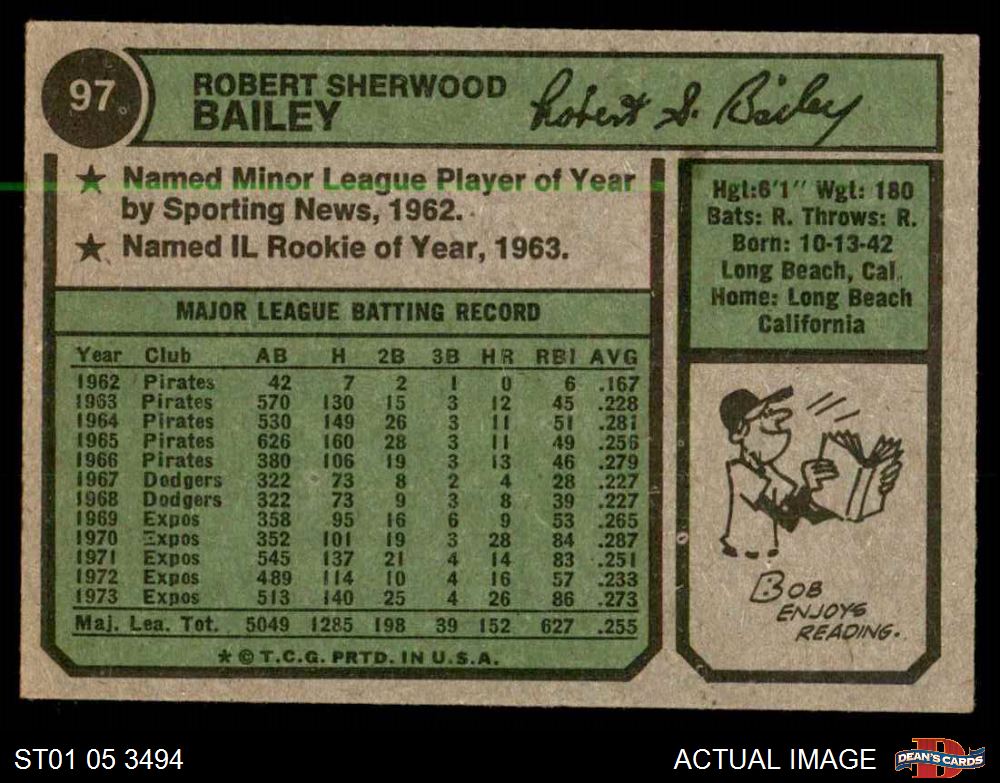 97
ROBERT SHERWOOD
BAILEY
Robert S. Bailey
★ Named Minor League Player of Year
by Sporting News, 1962.
★ Named IL Rookie of Year, 1963.
Hgt:6'1" Wgt: 180
Bats: R. Throws: R.
Born: 10-13-42
Long Beach, Cal.
Home: Long Beach
California
MAJOR LEAGUE BATTING RECORD
Year Club AB H 2B 3B HR RBI AVG
1962 Pirates 42 7 2 1 0 6 .167
1963 Pirates 570 130 15 3 12 45 .228
1964 Pirates 530 149 26 3 11 51 .281
1965 Pirates 626 160 28 3 11 49 .256
1966 Pirates 380 106 19 3 13 46 .279
1967 Dodgers 322 73 8 2 4 28 .227
1968 Dodgers 322 73 9 3 8 39 .227
1969 Expos 358 95 16 6 9 53 .265
1970 Expos 352 101 19 3 28 84 .287
1971 Expos 545 137 21 4 14 83 .251
1972 Expos 489 114 10 4 16 57 .233
1973 Expos 513 140 25 4 26 86 .273
Maj. Lea. Tot. 5049 1285 198 39 152 627 .255
★ © T.C.G. PRTD. IN U.S.A.
BOB
ENJOYS
READING.
ST01 05 3494
ACTUAL IMAGE
D
DEAN'S CARDS